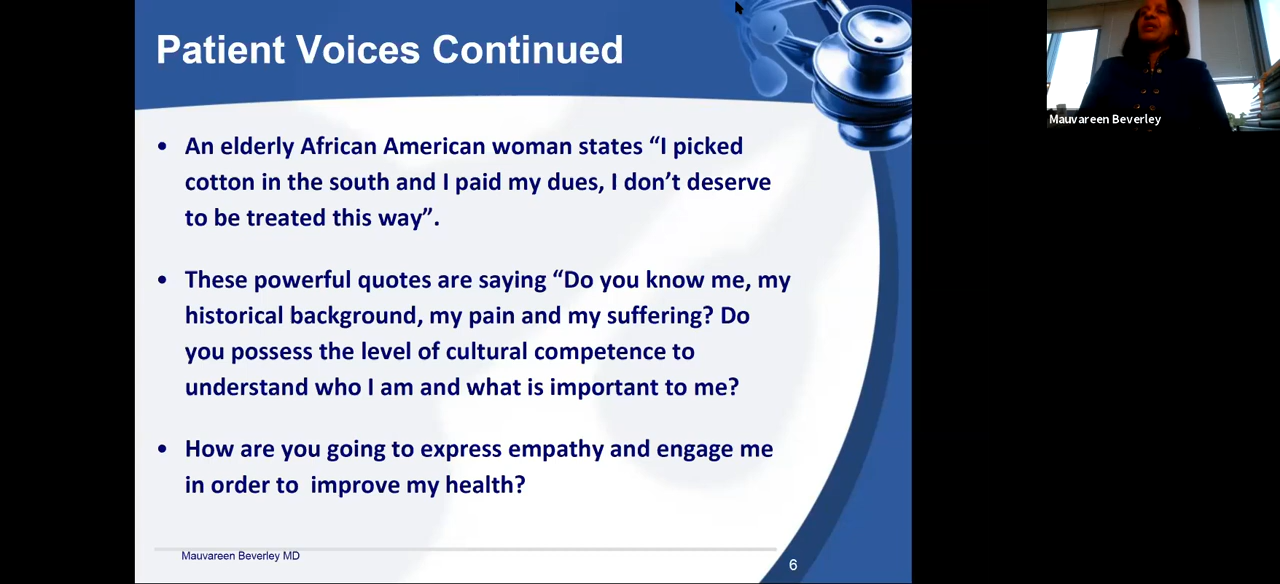 Patient Voices Continued
• An elderly African American woman states “I picked
cotton in the south and I paid my dues, I don’t deserve
to be treated this way”.
• These powerful quotes are saying “Do you know me, my
historical background, my pain and my suffering? Do
you possess the level of cultural competence to
understand who I am and what is important to me?
• How are you going to express empathy and engage me
in order to  improve my health?
Mauvareen Beverley MD
6
Mauvareen Beverley